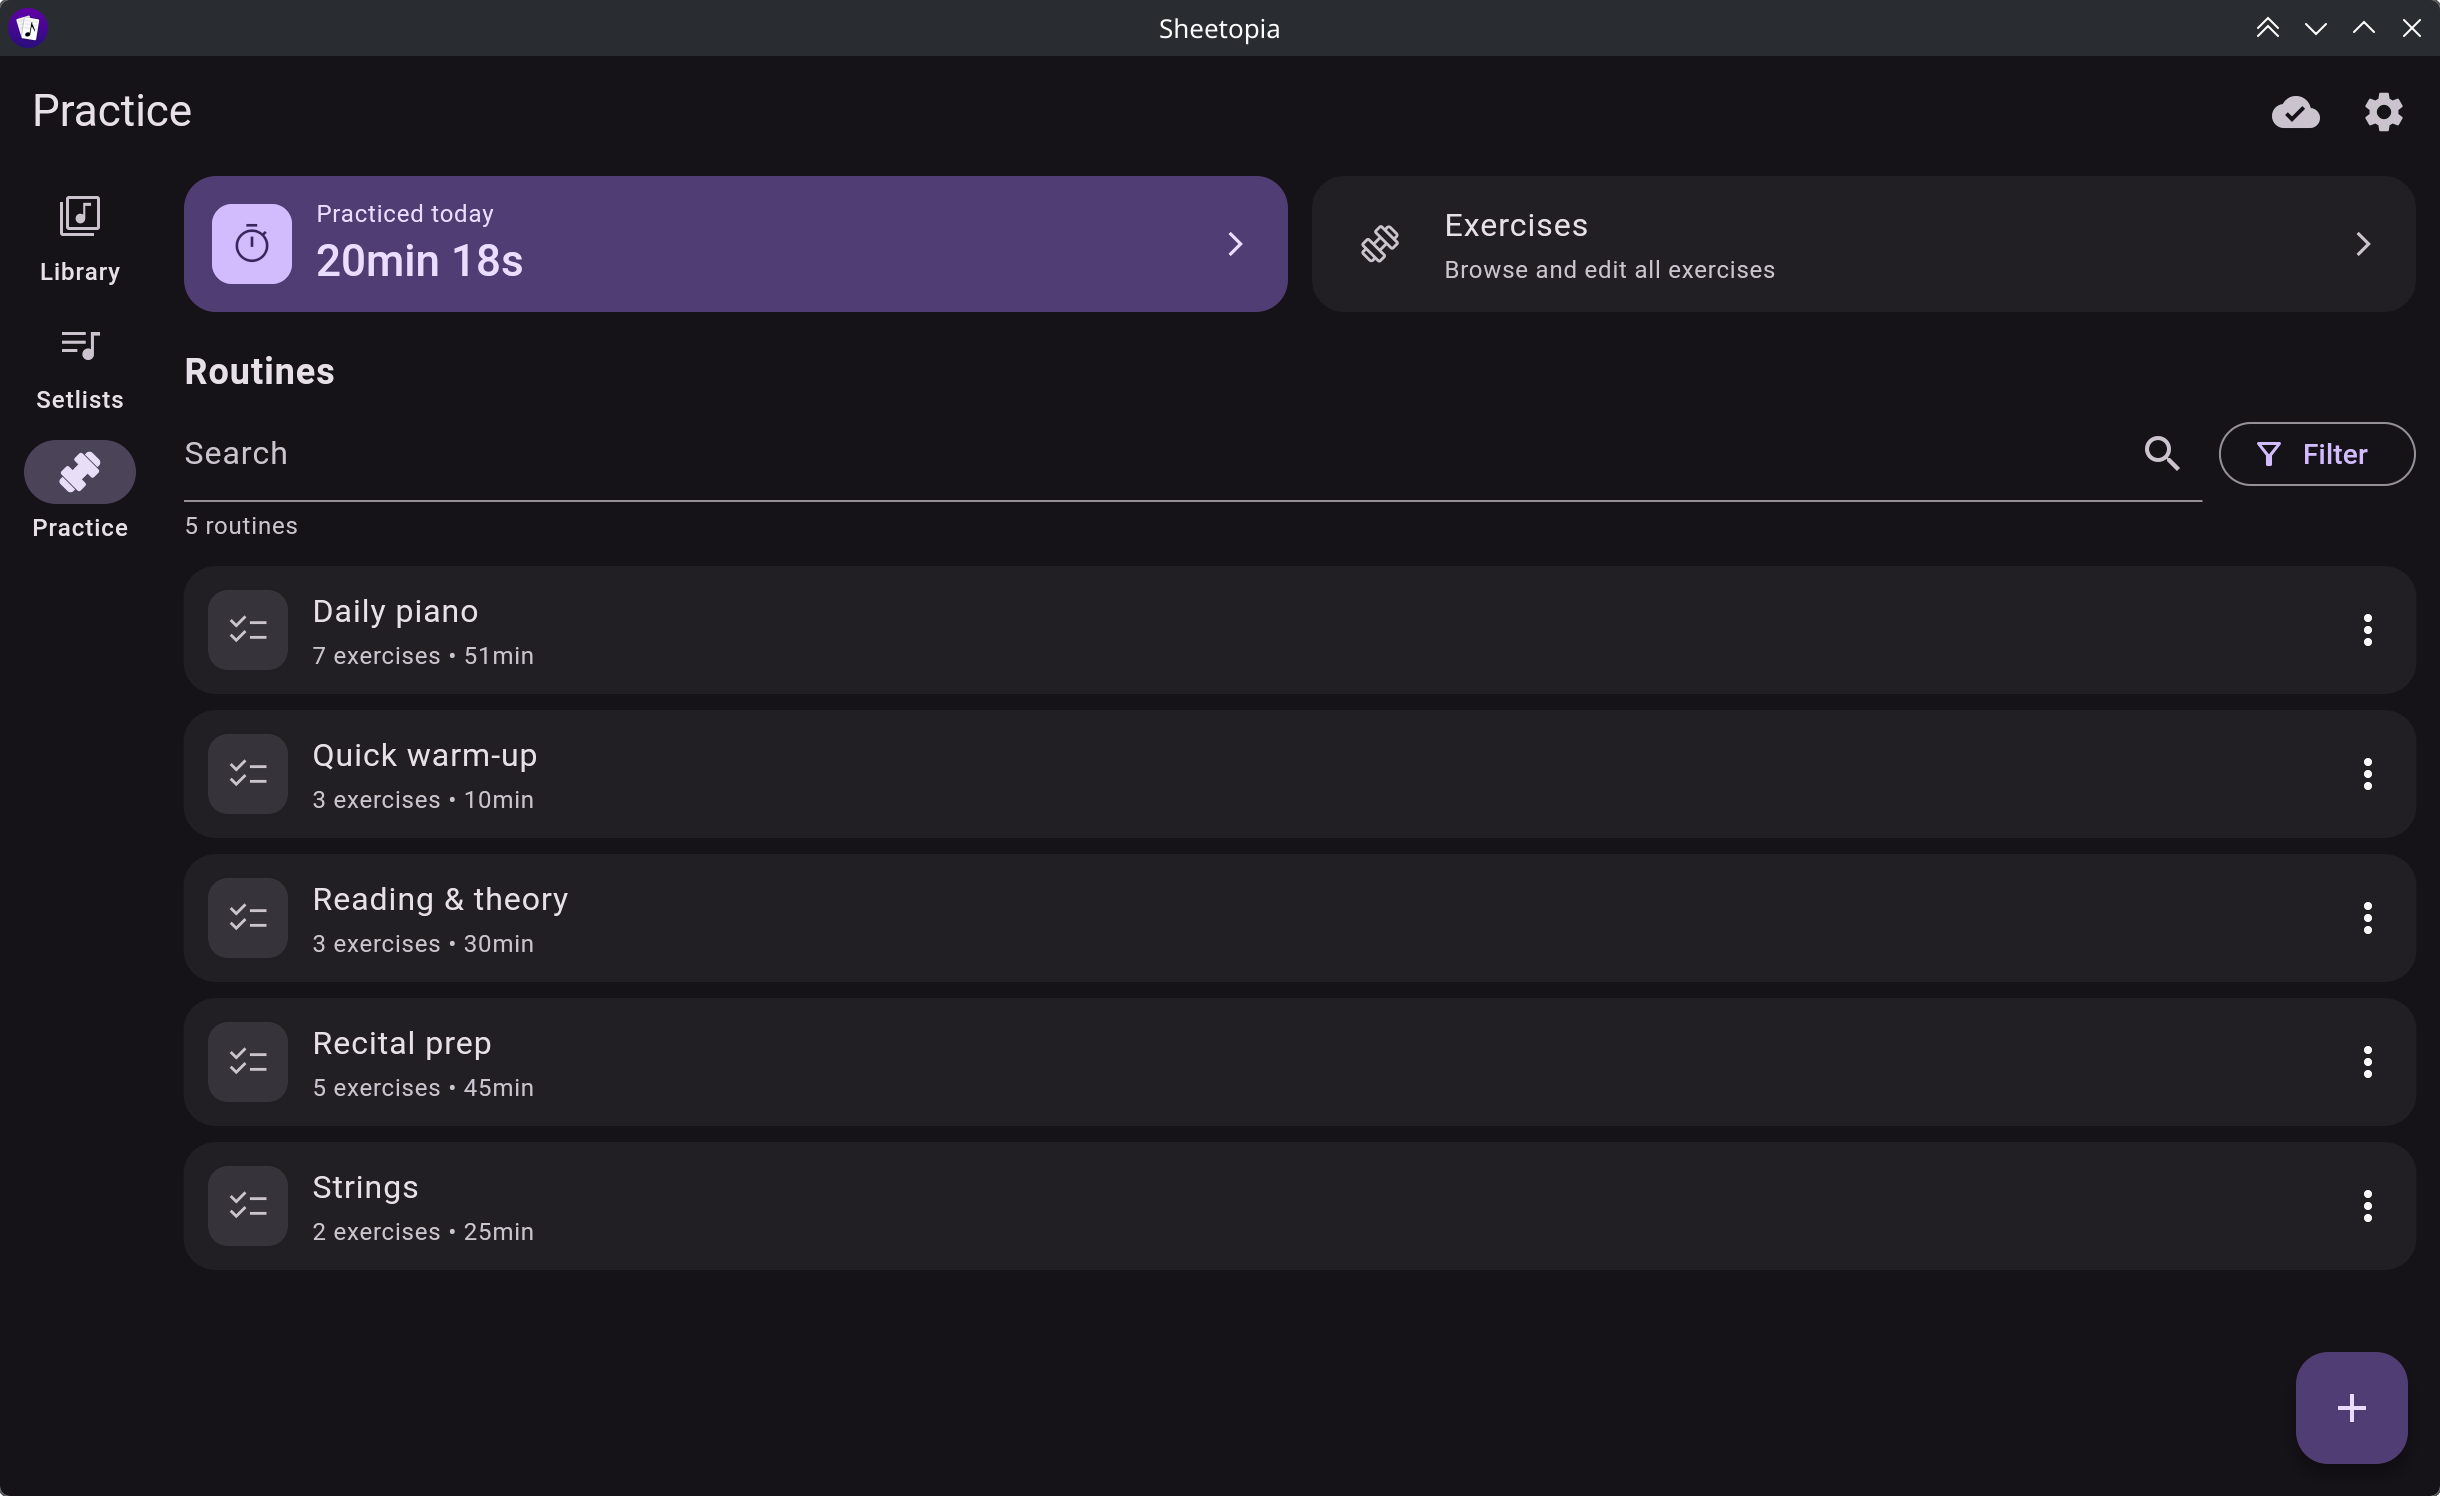 Sheetopia
Practice
Library
Setlists
Practice
Practiced today
20min 18s
Exercises
Browse and edit all exercises
Routines
Search
Filter
5 routines
Daily piano
7 exercises • 51min
Quick warm-up
3 exercises • 10min
Reading & theory
3 exercises • 30min
Recital prep
5 exercises • 45min
Strings
2 exercises • 25min